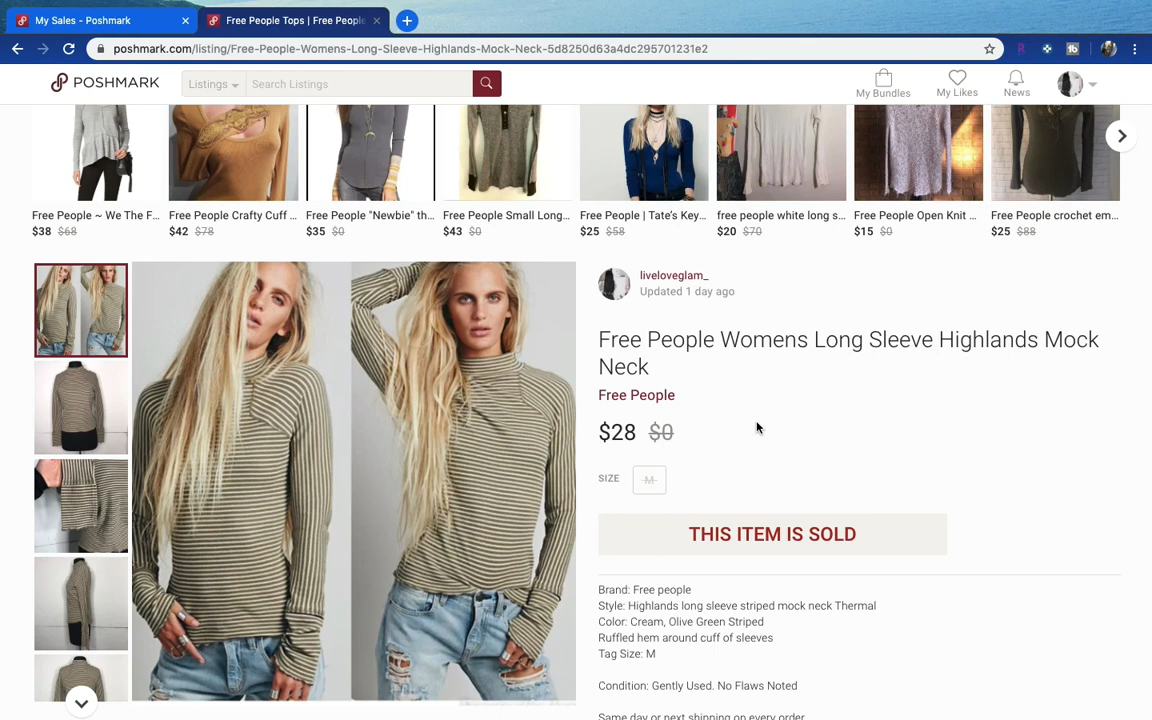 My Sales - Poshmark
Free People Tops | Free People
poshmark.com/listing/Free-People-Womens-Long-Sleeve-Highlands-Mock-Neck-5d8250d63a4dc295701231e2
POSHMARK
Listings
Search Listings
My Bundles
My Likes
News
Free People ~ We The F...
Free People Crafty Cuff ...
Free People "Newbie" th...
Free People Small Long...
Free People | Tate's Key...
free people white long s...
Free People Open Knit ...
Free People crochet em...
$38 $68
$42 $78
$35 $0
$43 $0
$25 $58
$20 $70
$15 $0
$25 $88
liveloveglam_
Updated 1 day ago
Free People Womens Long Sleeve Highlands Mock
Neck
Free People
$28 $0
SIZE
M
THIS ITEM IS SOLD
Brand: Free people
Style: Highlands long sleeve striped mock neck Thermal
Color: Cream, Olive Green Striped
Ruffled hem around cuff of sleeves
Tag Size: M
Condition: Gently Used. No Flaws Noted
Same day or next shipping on every order